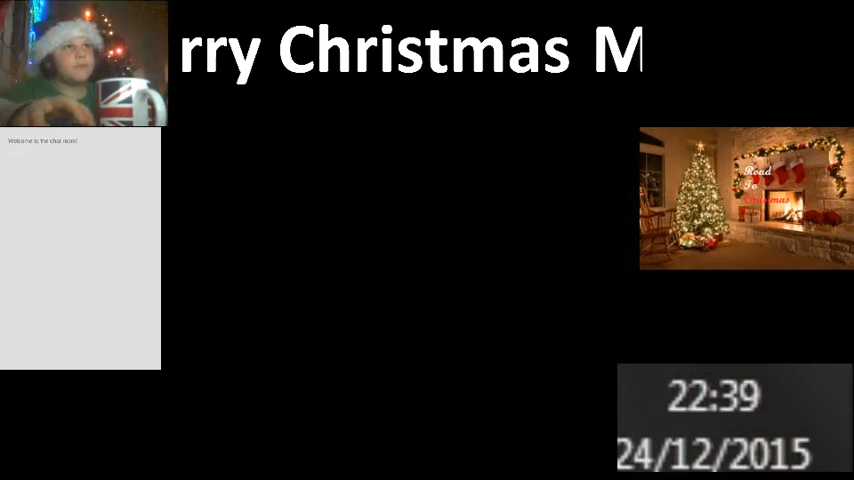 rry Christmas M
Welcome to the chat room!
Road
To
Christmas
22:39
24/12/2015